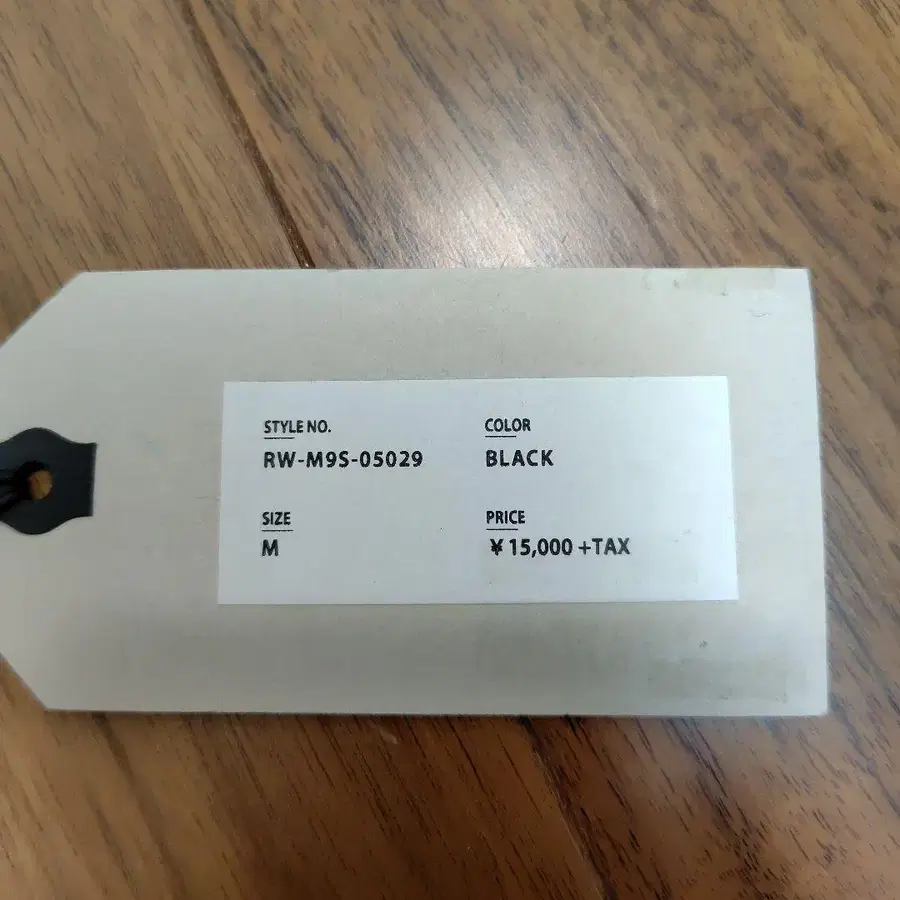 STYLE NO.
RW-M9S-05029
COLOR
BLACK
SIZE
M
PRICE
¥15,000 +TAX